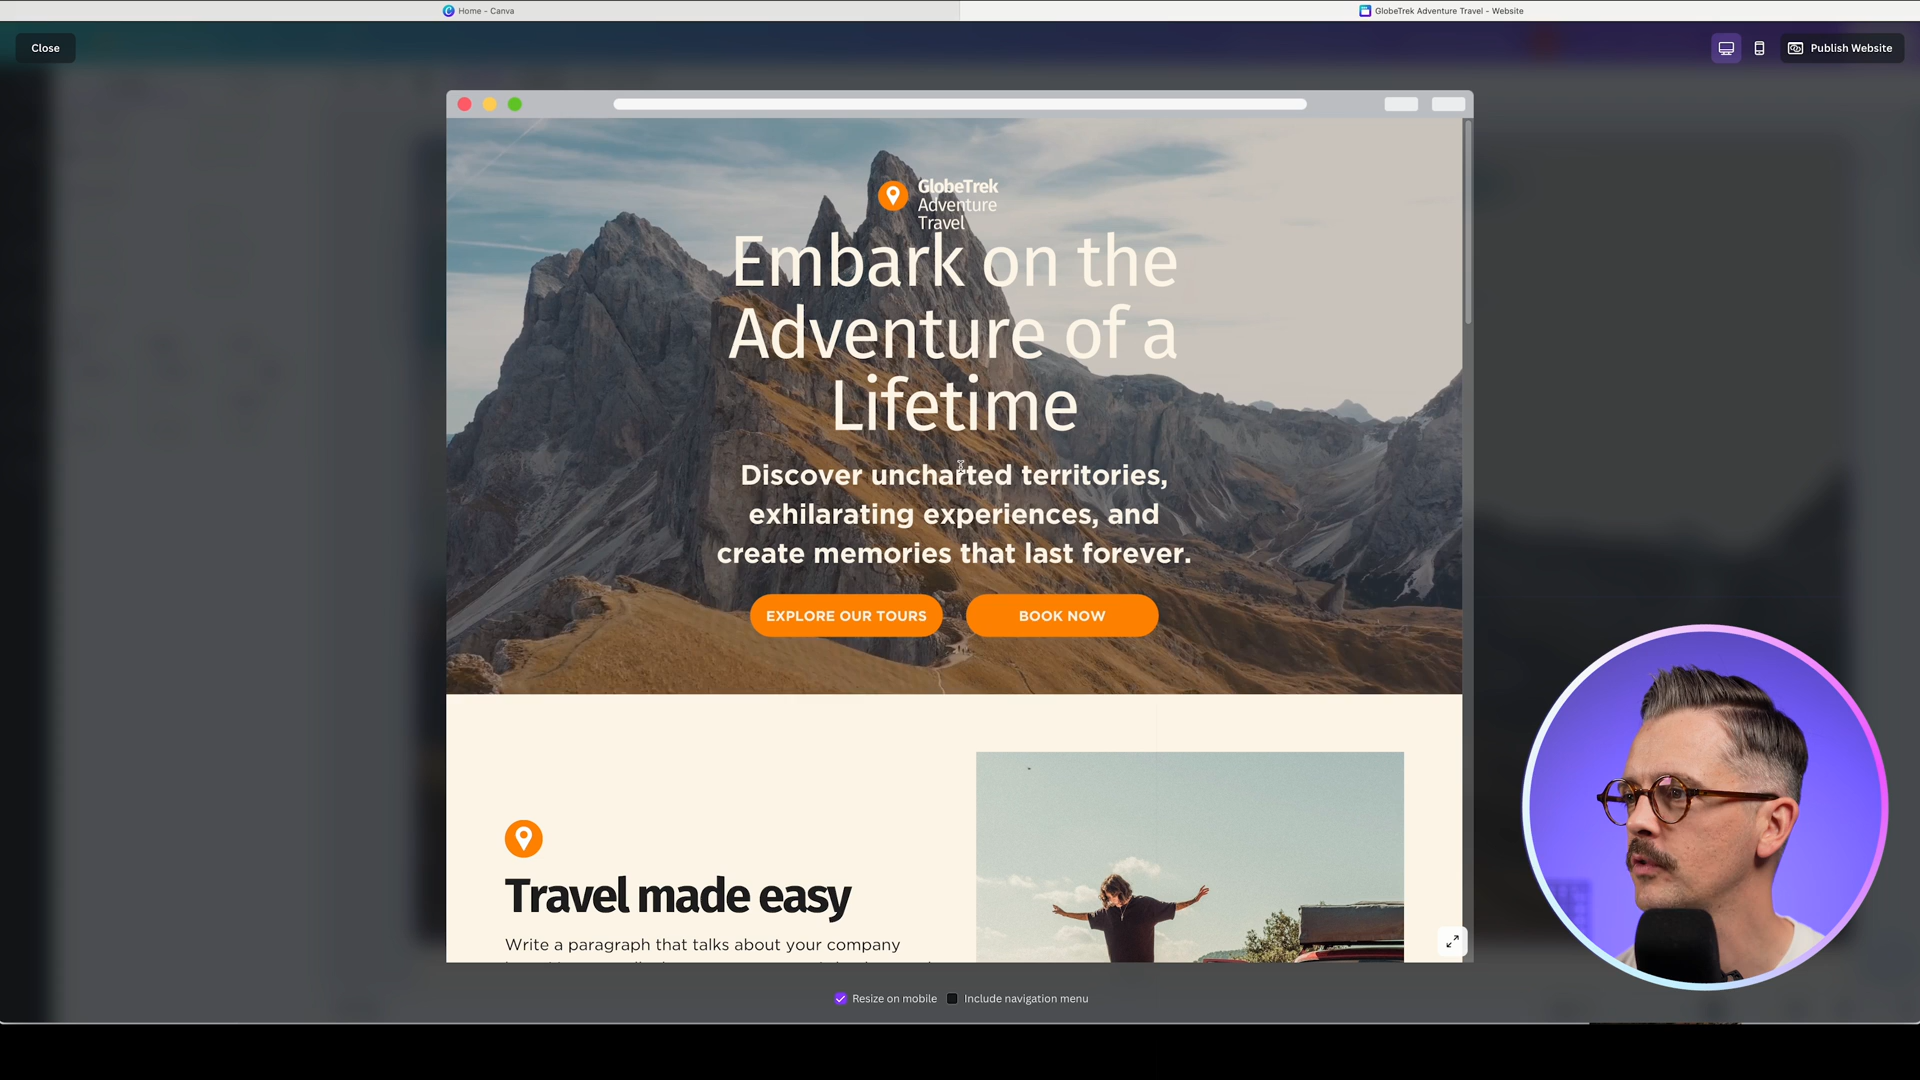 Home - Canva
GlobeTrek Adventure Travel - Website
Close
Publish Website
GlobeTrek
Adventure
Travel
Embark on the
Adventure of a
Lifetime
Discover uncharted territories,
exhilarating experiences, and
create memories that last forever.
EXPLORE OUR TOURS
BOOK NOW
Travel made easy
Write a paragraph that talks about your company
Resize on mobile
Include navigation menu